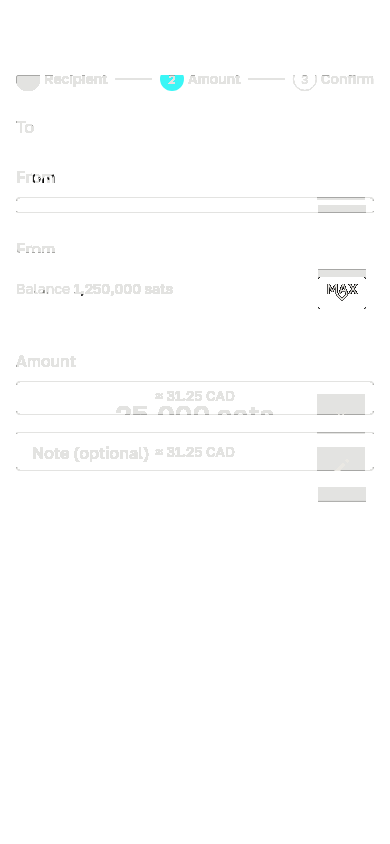 Recipient 2 Amount 3 Confirm
To
From
From
Balance 1,250,000 sats
MAX
Amount
≈ 31.25 CAD
25,000 sats
Note (optional) ≈ 31.25 CAD